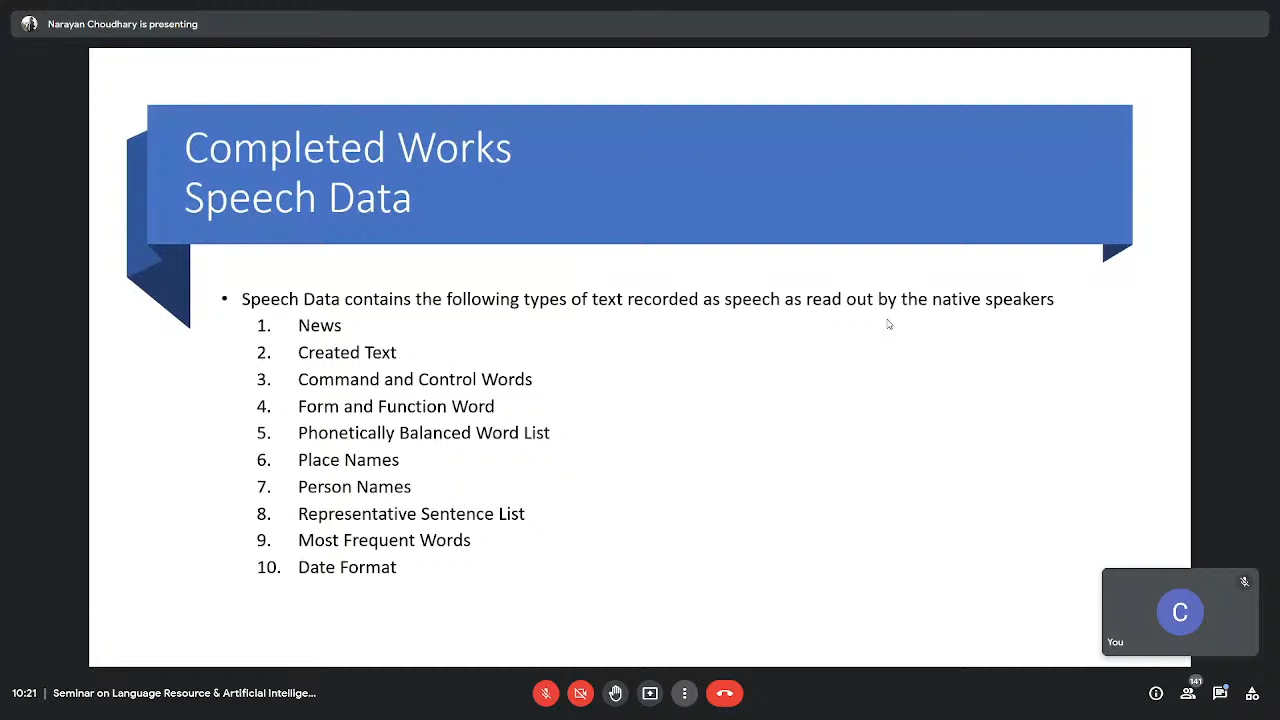 Narayan Choudhary is presenting
Completed Works
Speech Data
• Speech Data contains the following types of text recorded as speech as read out by the native speakers
1. News
2. Created Text
3. Command and Control Words
4. Form and Function Word
5. Phonetically Balanced Word List
6. Place Names
7. Person Names
8. Representative Sentence List
9. Most Frequent Words
10. Date Format
C
You
141
10:21 | Seminar on Language Resource & Artificial Intellige...